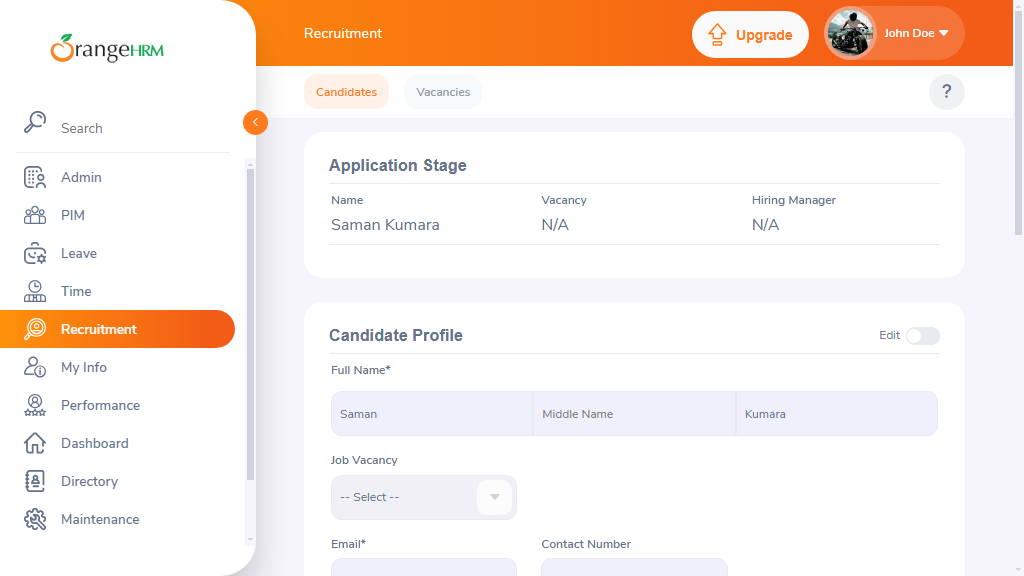 OrangeHRM
Search
Admin
PIM
Leave
Time
Recruitment
My Info
Performance
Dashboard
Directory
Maintenance
Recruitment
Upgrade
John Doe
Candidates
Vacancies
?
Application Stage
Name
Vacancy
Hiring Manager
Saman Kumara
N/A
N/A
Candidate Profile
Edit
Full Name*
Saman
Middle Name
Kumara
Job Vacancy
-- Select --
Email*
Contact Number